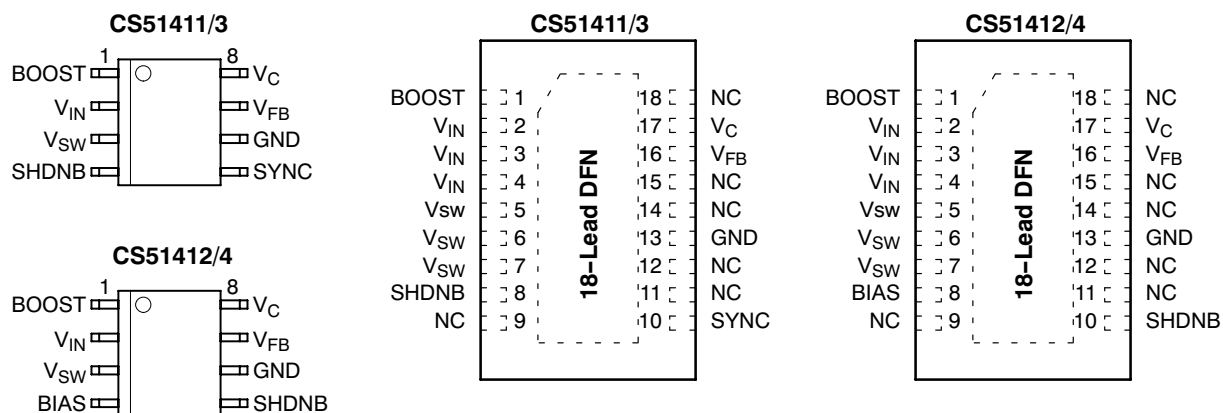 CS51411/3
1 8
BOOST VC
VIN VFB
VSW GND
SHDNB SYNC
CS51412/4
1 8
BOOST VC
VIN VFB
VSW GND
BIAS SHDNB
CS51411/3
BOOST 1 18 NC
VIN 2 17 VC
VIN 3 16 VFB
VIN 4 15 NC
Vsw 5 14 NC
VSW 6 13 GND
VSW 7 12 NC
SHDNB 8 11 NC
NC 9 10 SYNC
18-Lead DFN
CS51412/4
BOOST 1 18 NC
VIN 2 17 VC
VIN 3 16 VFB
VIN 4 15 NC
Vsw 5 14 NC
VSW 6 13 GND
VSW 7 12 NC
BIAS 8 11 NC
NC 9 10 SHDNB
18-Lead DFN